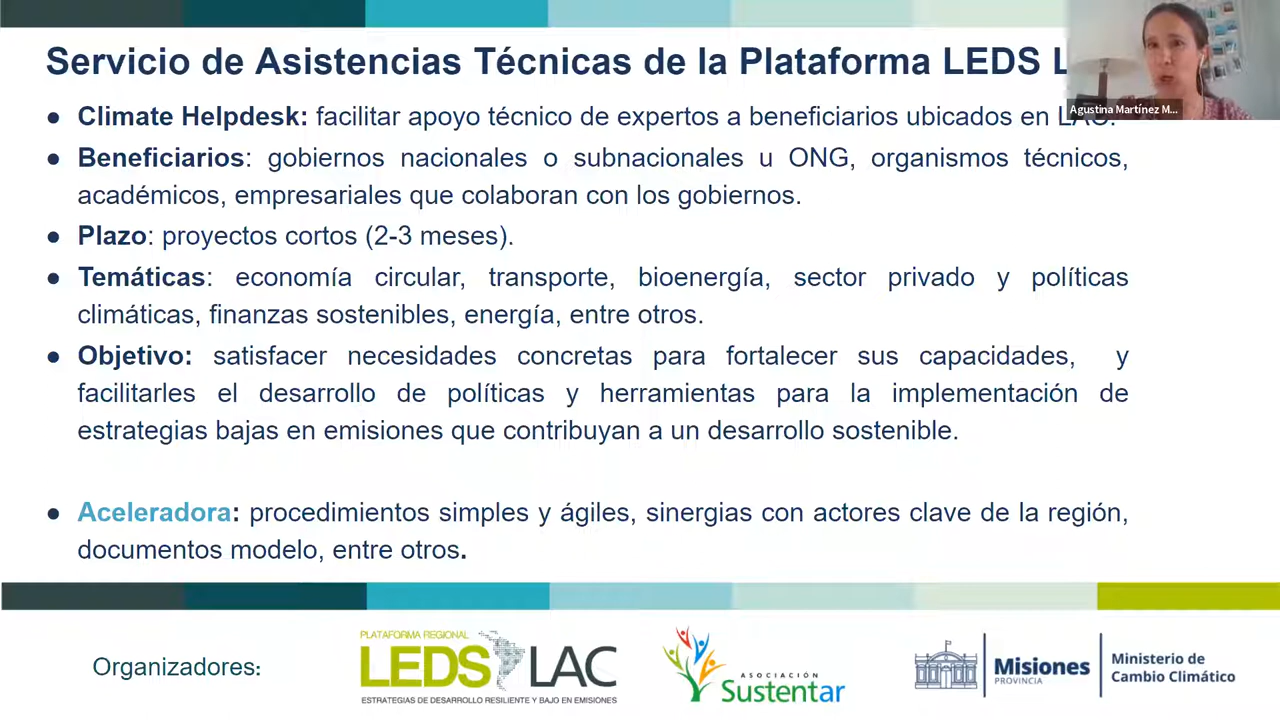 Servicio de Asistencias Técnicas de la Plataforma LEDS L
Agustina Martínez M...
● Climate Helpdesk: facilitar apoyo técnico de expertos a beneficiarios ubicados en LAC.
● Beneficiarios: gobiernos nacionales o subnacionales u ONG, organismos técnicos,
académicos, empresariales que colaboran con los gobiernos.
● Plazo: proyectos cortos (2-3 meses).
● Temáticas: economía circular, transporte, bioenergía, sector privado y políticas
climáticas, finanzas sostenibles, energía, entre otros.
● Objetivo: satisfacer necesidades concretas para fortalecer sus capacidades, y
facilitarles el desarrollo de políticas y herramientas para la implementación de
estrategias bajas en emisiones que contribuyan a un desarrollo sostenible.
● Aceleradora: procedimientos simples y ágiles, sinergias con actores clave de la región,
documentos modelo, entre otros.
Organizadores:
PLATAFORMA REGIONAL
LEDS LAC
ESTRATEGIAS DE DESARROLLO RESILIENTE Y BAJO EN EMISIONES
ASOCIACIÓN
Sustentar
Misiones
PROVINCIA
Ministerio de
Cambio Climático